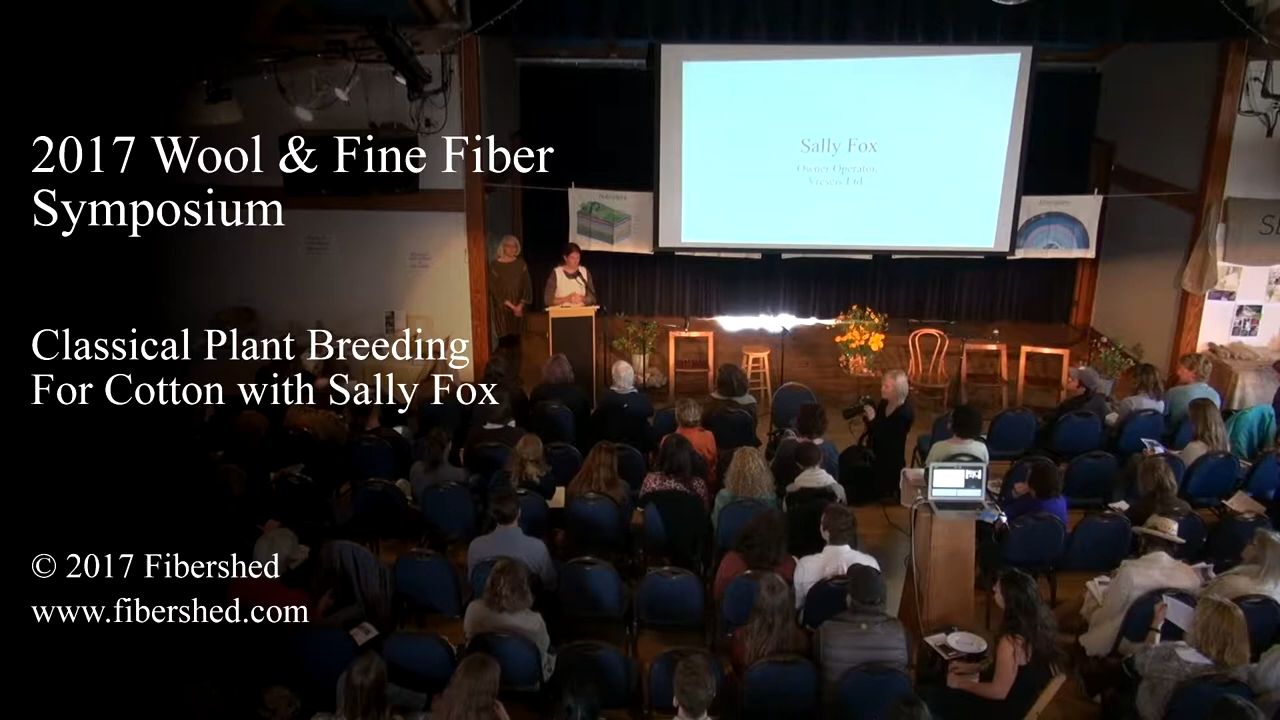 2017 Wool & Fine Fiber
Symposium
Classical Plant Breeding
For Cotton with Sally Fox
© 2017 Fibershed
www.fibershed.com
Sally Fox
Owner Operator,
Vreseis Ltd.